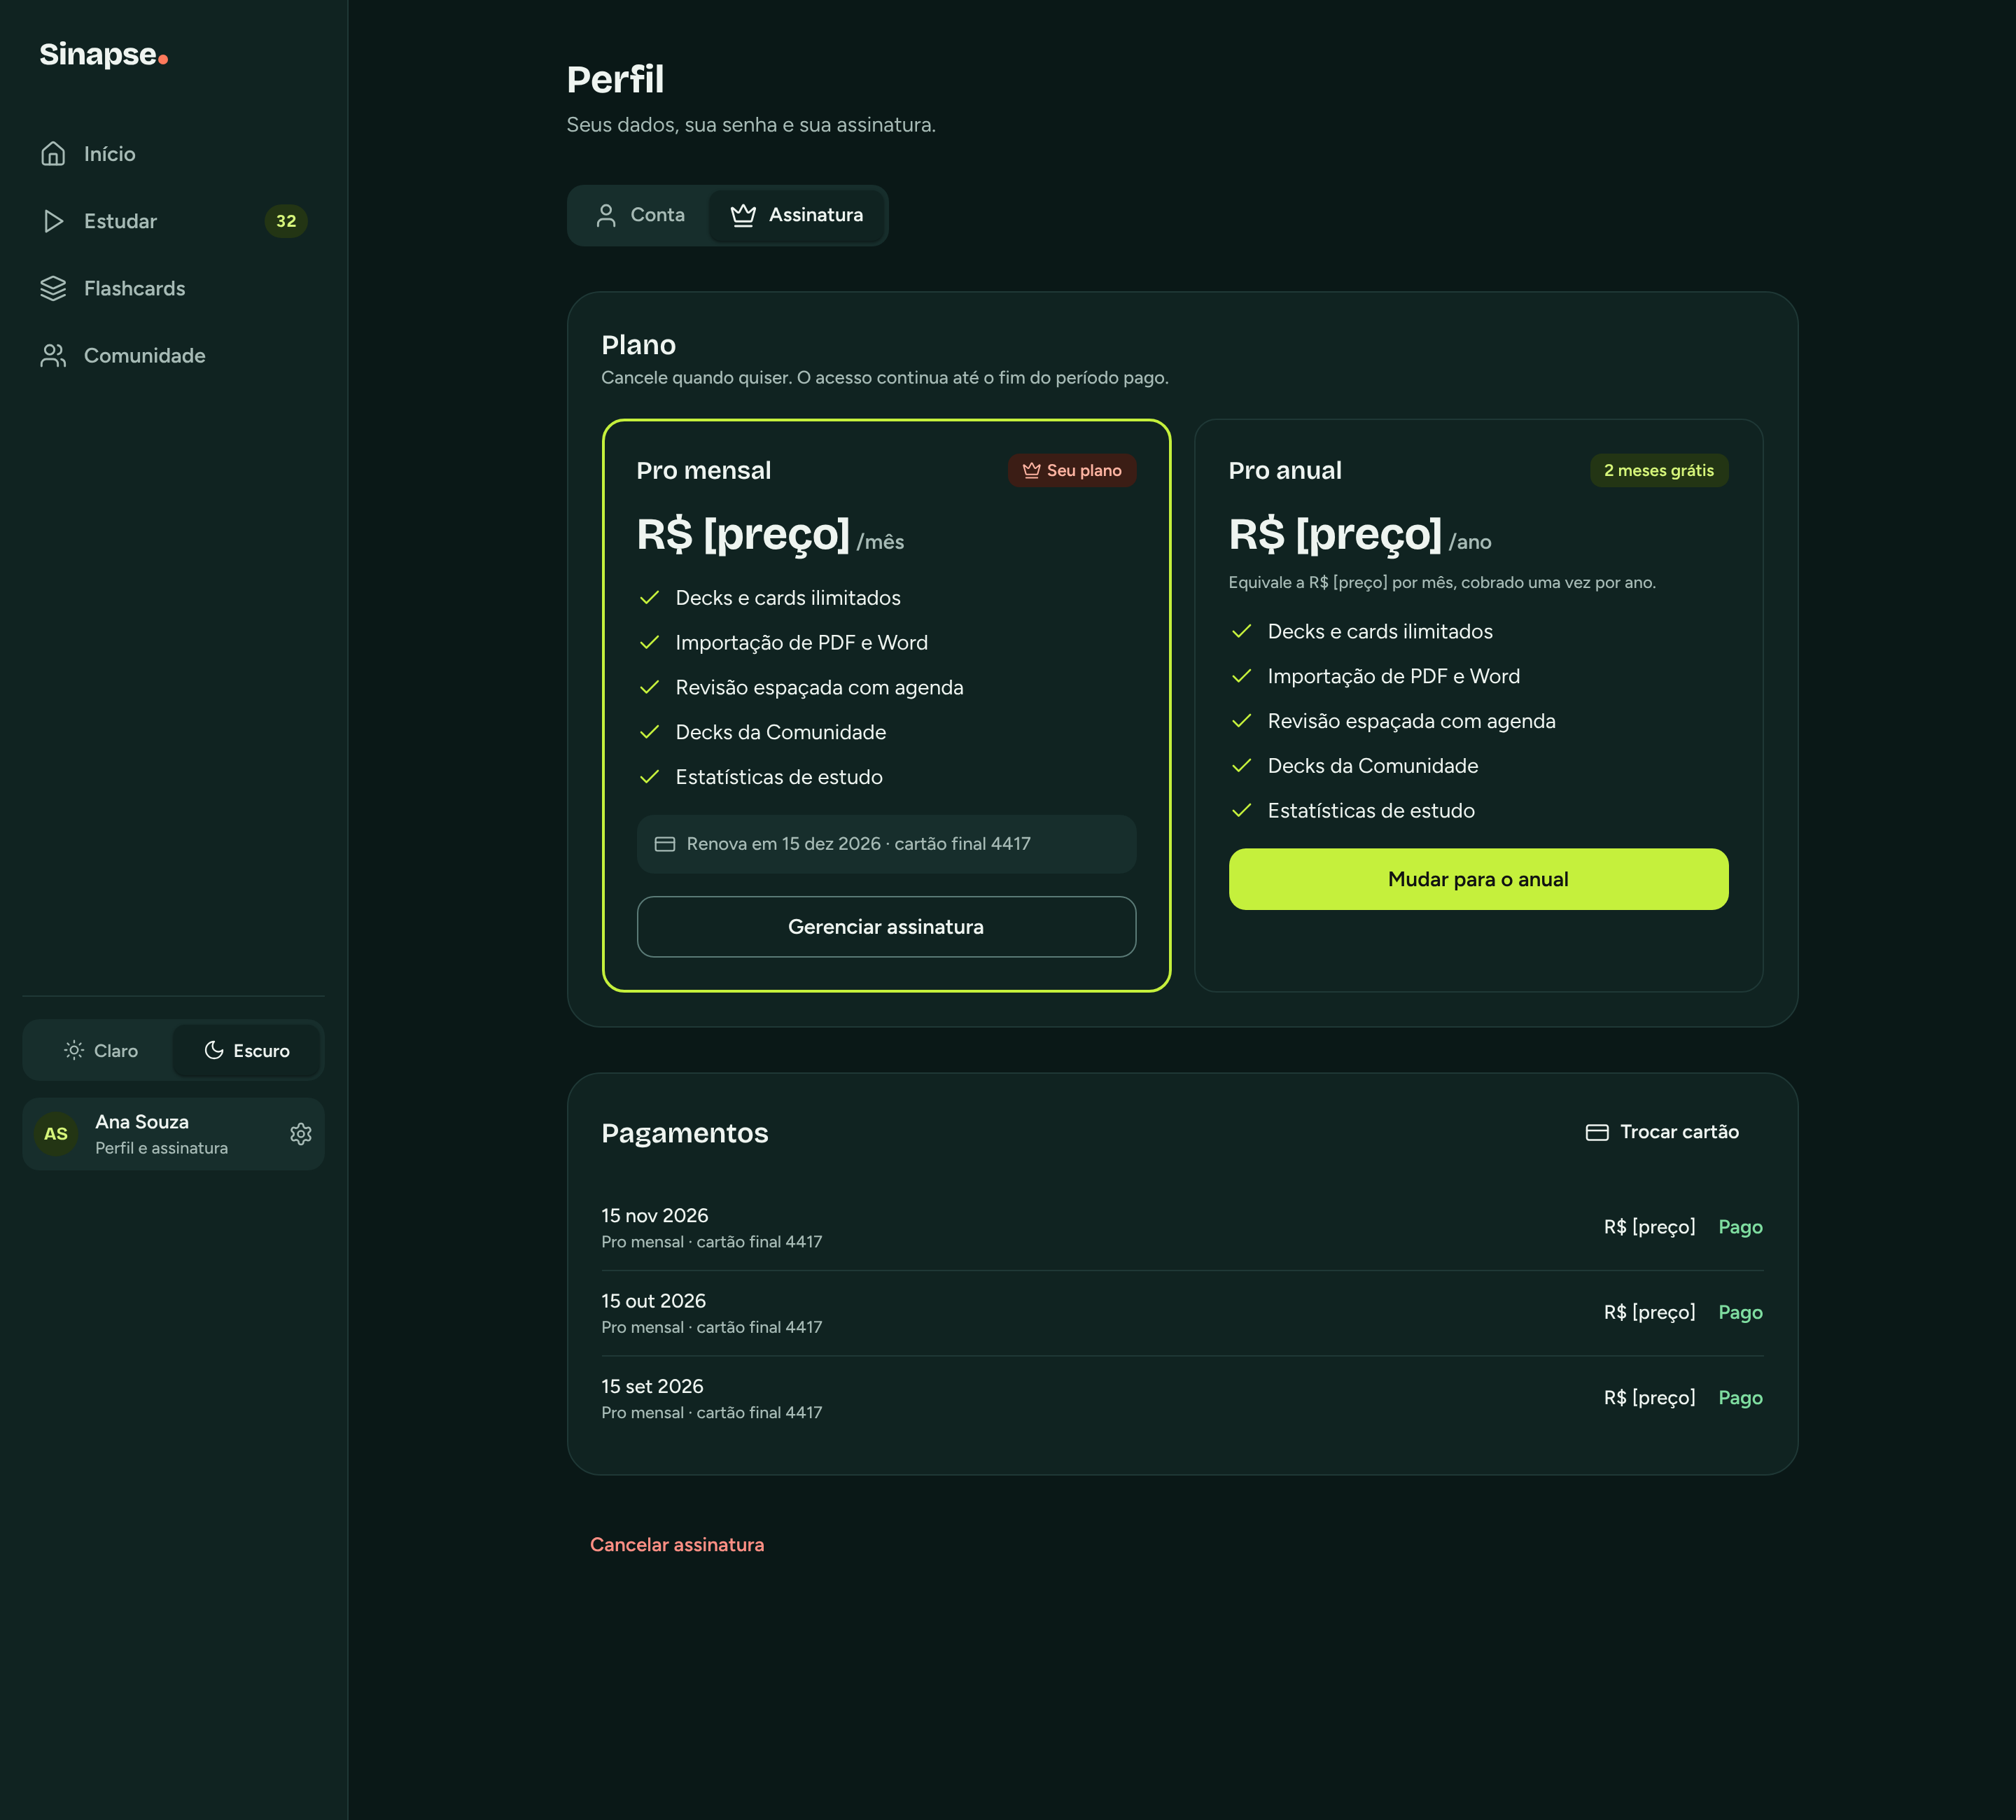 Sinapse.
Início
Estudar
32
Flashcards
Comunidade
Claro
Escuro
AS
Ana Souza
Perfil e assinatura
Perfil
Seus dados, sua senha e sua assinatura.
Conta
Assinatura
Plano
Cancele quando quiser. O acesso continua até o fim do período pago.
Pro mensal
Seu plano
R$ [preço] /mês
Decks e cards ilimitados
Importação de PDF e Word
Revisão espaçada com agenda
Decks da Comunidade
Estatísticas de estudo
Renova em 15 dez 2026 · cartão final 4417
Gerenciar assinatura
Pro anual
2 meses grátis
R$ [preço] /ano
Equivale a R$ [preço] por mês, cobrado uma vez por ano.
Decks e cards ilimitados
Importação de PDF e Word
Revisão espaçada com agenda
Decks da Comunidade
Estatísticas de estudo
Mudar para o anual
Pagamentos
Trocar cartão
15 nov 2026
Pro mensal · cartão final 4417
R$ [preço] Pago
15 out 2026
Pro mensal · cartão final 4417
R$ [preço] Pago
15 set 2026
Pro mensal · cartão final 4417
R$ [preço] Pago
Cancelar assinatura